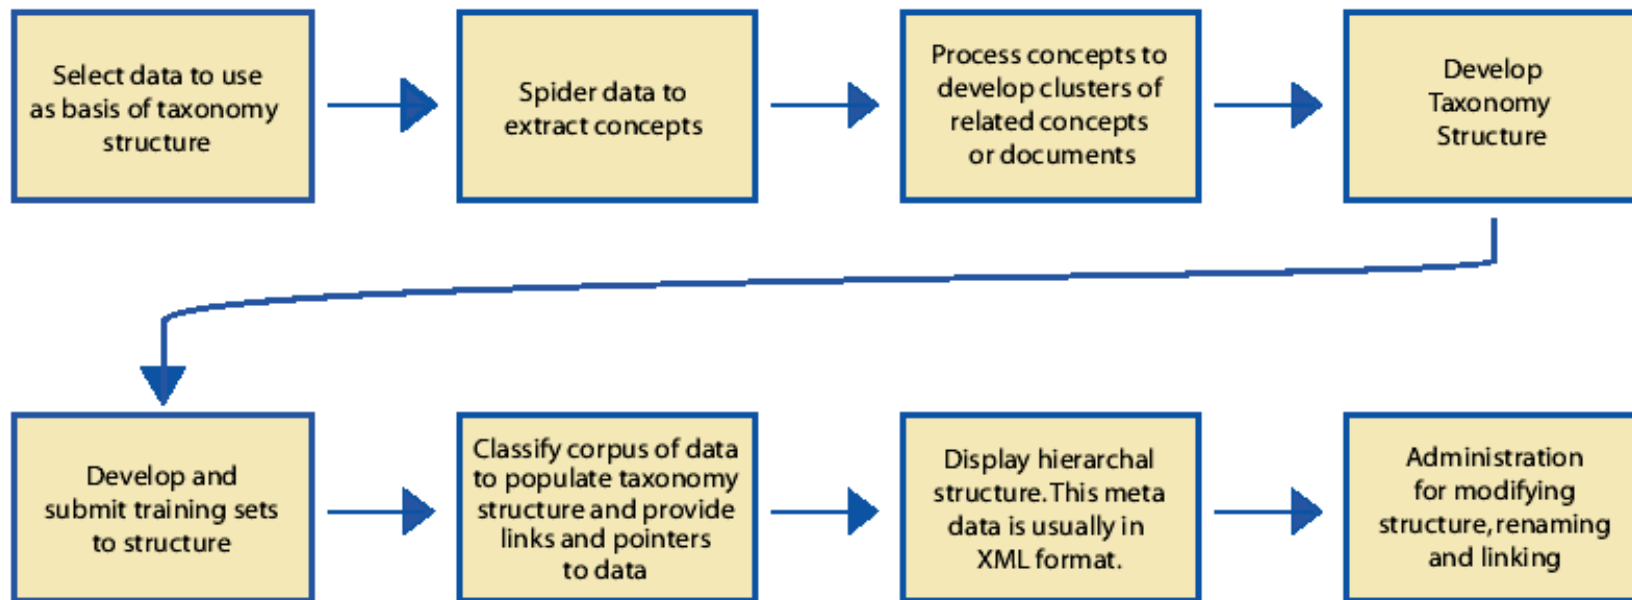 Select data to use
as basis of taxonomy
structure
Spider data to
extract concepts
Process concepts to
develop clusters of
related concepts
or documents
Develop
Taxonomy
Structure
Develop and
submit training sets
to structure
Classify corpus of data
to populate taxonomy
structure and provide
links and pointers
to data
Display hierarchal
structure. This meta
data is usually in
XML format.
Administration
for modifying
structure, renaming
and linking